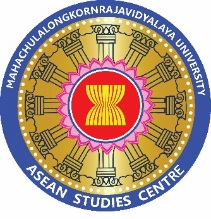 MAHACHULALONGKORNRAJAVIDYALAYA UNIVERSITY
ASEAN STUDIES CENTRE